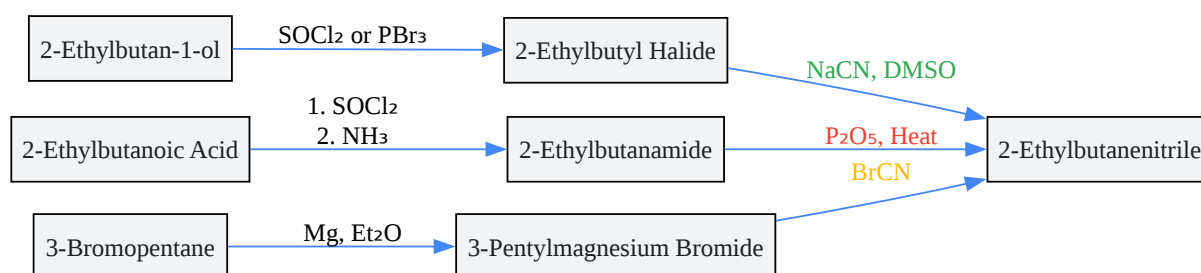 2-Ethylbutan-1-ol
SOCl₂ or PBr₃
2-Ethylbutyl Halide
NaCN, DMSO
2-Ethylbutanoic Acid
1. SOCl₂
2. NH₃
2-Ethylbutanamide
P₂O₅, Heat
2-Ethylbutanenitrile
BrCN
3-Bromopentane
Mg, Et₂O
3-Pentylmagnesium Bromide